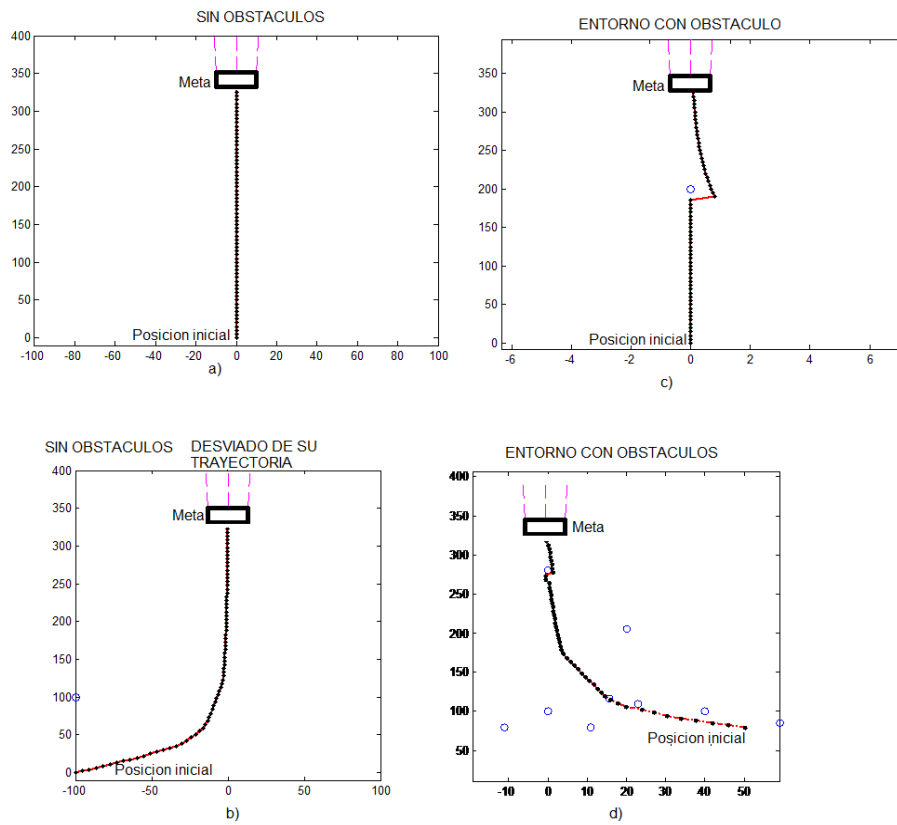 SIN OBSTACULOS
400
350
300
250
200
150
100
50
0
Meta
Posicion inicial
-100 -80 -60 -40 -20 0 20 40 60 80 100
a)
ENTORNO CON OBSTACULO
350
300
250
200
150
100
50
0
Meta
Posicion inicial
-6 -4 -2 0 2 4 6
c)
SIN OBSTACULOS
DESVIADO DE SU
TRAYECTORIA
400
350
300
250
200
150
100
50
0
Meta
Posicion inicial
-100 -50 0 50 100
b)
ENTORNO CON OBSTACULOS
400
350
300
250
200
150
100
50
Meta
Posicion inicial
-10 0 10 20 30 40 50
d)